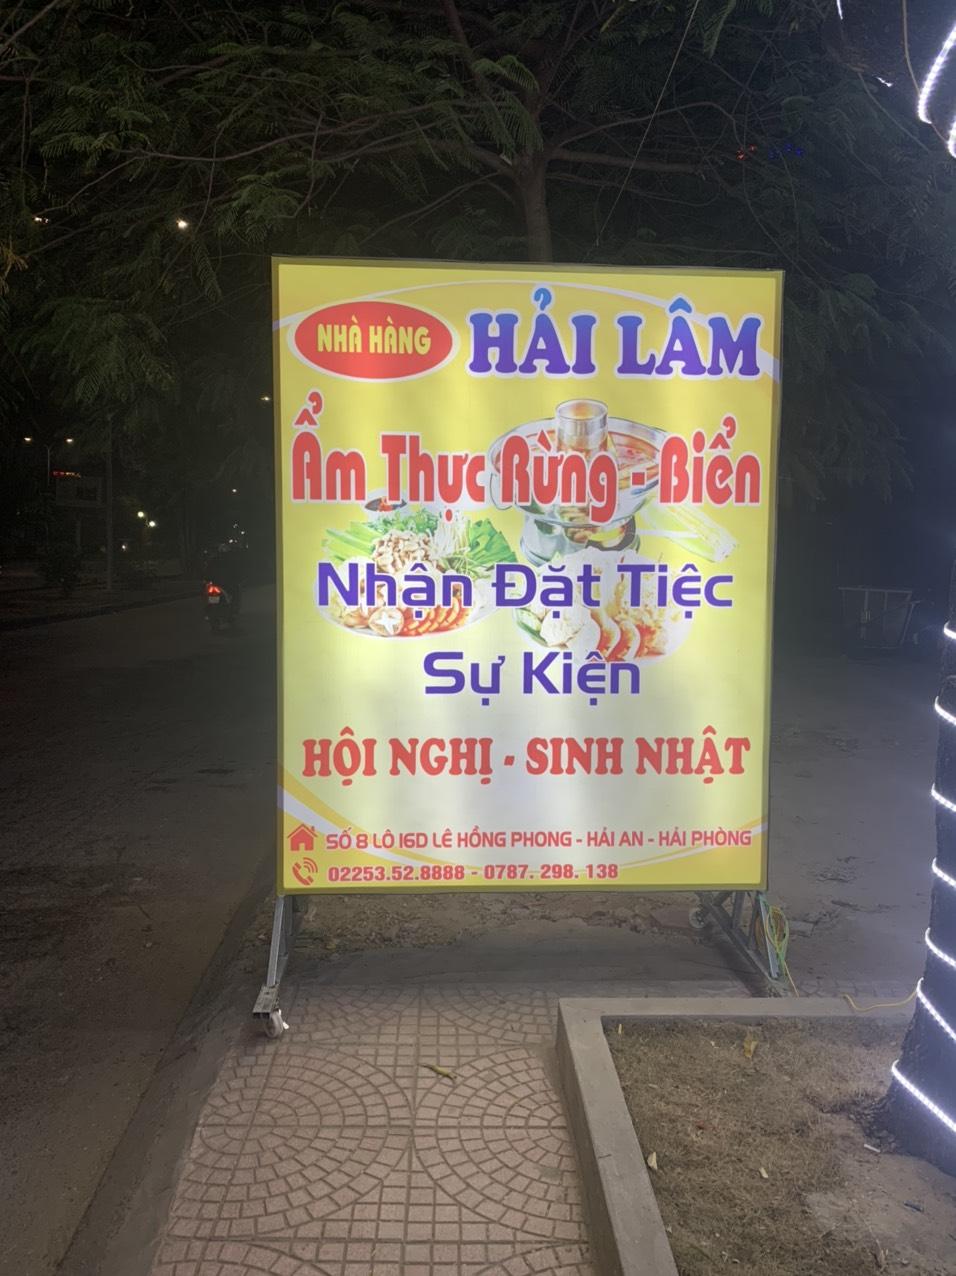 NHÀ HÀNG HẢI LÂM
Ẩm Thực Rừng - Biển
Nhận Đặt Tiệc
Sự Kiện
HỘI NGHỊ - SINH NHẬT
SỐ 8 LÔ 16D LÊ HỒNG PHONG - HẢI AN - HẢI PHÒNG
02253.52.8888 - 0787. 298. 138